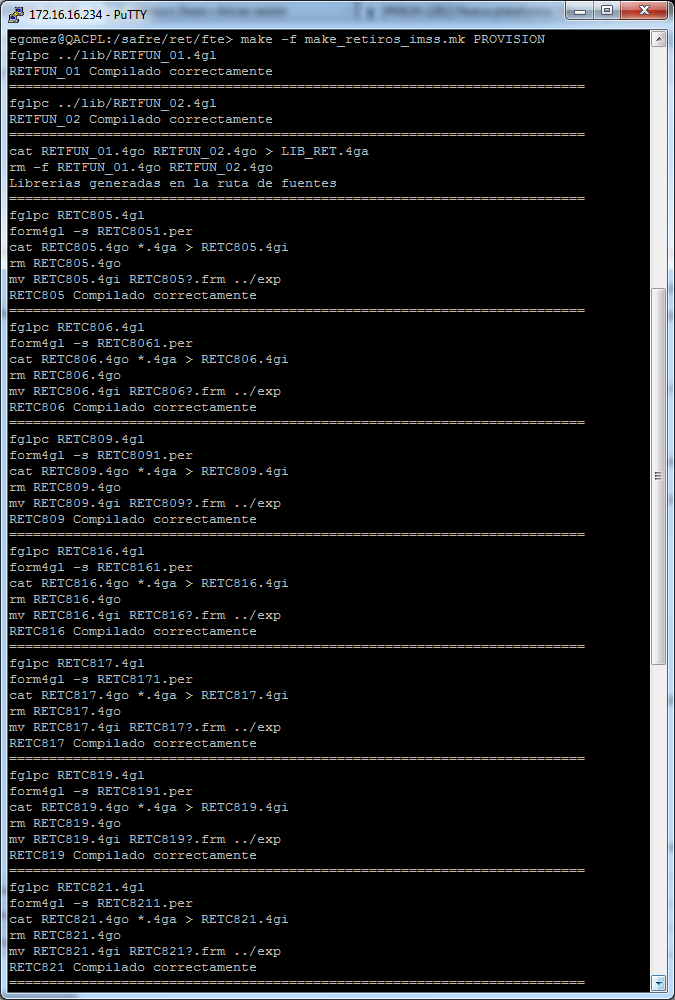 172.16.16.234 - PuTTY
egomez@QACPL:/safre/ret/fte> make -f make_retiros_imss.mk PROVISION
fglpc ../lib/RETFUN_01.4gl
RETFUN_01 Compilado correctamente
========================================================================
fglpc ../lib/RETFUN_02.4gl
RETFUN_02 Compilado correctamente
========================================================================
cat RETFUN_01.4go RETFUN_02.4go > LIB_RET.4ga
rm -f RETFUN_01.4go RETFUN_02.4go
Librerias generadas en la ruta de fuentes
========================================================================
fglpc RETC805.4gl
form4gl -s RETC8051.per
cat RETC805.4go *.4ga > RETC805.4gi
rm RETC805.4go
mv RETC805.4gi RETC805?.frm ../exp
RETC805 Compilado correctamente
========================================================================
fglpc RETC806.4gl
form4gl -s RETC8061.per
cat RETC806.4go *.4ga > RETC806.4gi
rm RETC806.4go
mv RETC806.4gi RETC806?.frm ../exp
RETC806 Compilado correctamente
========================================================================
fglpc RETC809.4gl
form4gl -s RETC8091.per
cat RETC809.4go *.4ga > RETC809.4gi
rm RETC809.4go
mv RETC809.4gi RETC809?.frm ../exp
RETC809 Compilado correctamente
========================================================================
fglpc RETC816.4gl
form4gl -s RETC8161.per
cat RETC816.4go *.4ga > RETC816.4gi
rm RETC816.4go
mv RETC816.4gi RETC816?.frm ../exp
RETC816 Compilado correctamente
========================================================================
fglpc RETC817.4gl
form4gl -s RETC8171.per
cat RETC817.4go *.4ga > RETC817.4gi
rm RETC817.4go
mv RETC817.4gi RETC817?.frm ../exp
RETC817 Compilado correctamente
========================================================================
fglpc RETC819.4gl
form4gl -s RETC8191.per
cat RETC819.4go *.4ga > RETC819.4gi
rm RETC819.4go
mv RETC819.4gi RETC819?.frm ../exp
RETC819 Compilado correctamente
========================================================================
fglpc RETC821.4gl
form4gl -s RETC8211.per
cat RETC821.4go *.4ga > RETC821.4gi
rm RETC821.4go
mv RETC821.4gi RETC821?.frm ../exp
RETC821 Compilado correctamente
========================================================================